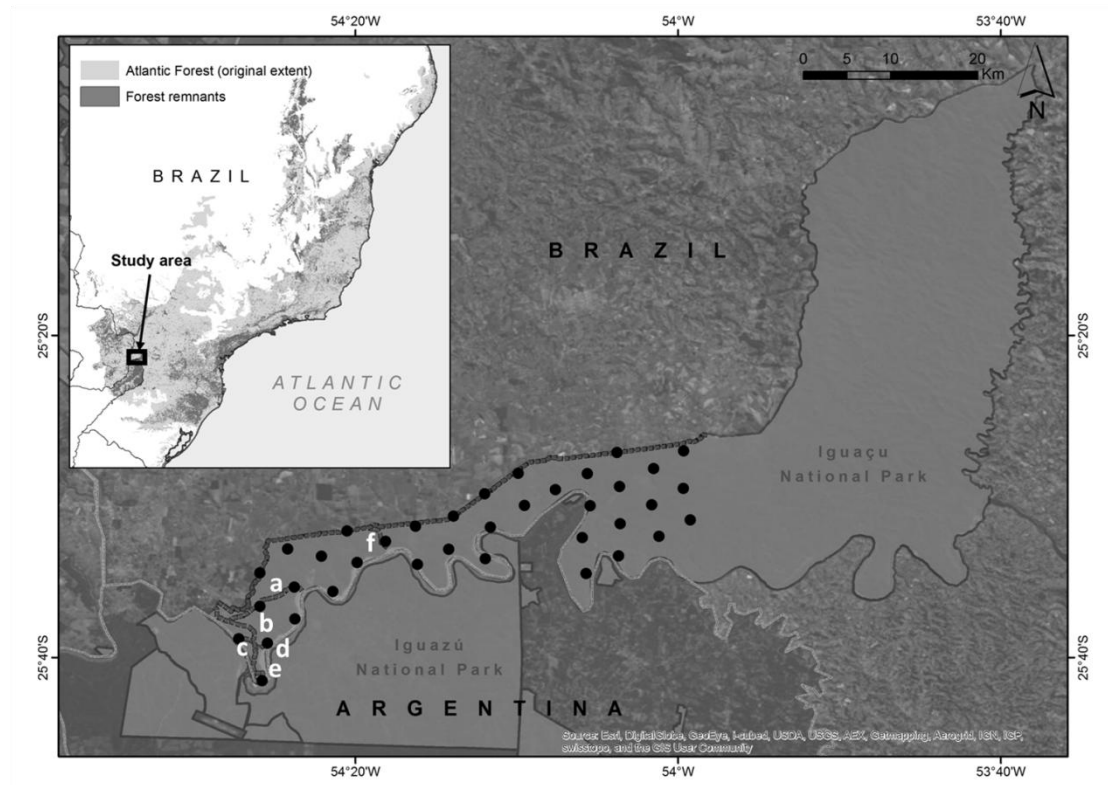 54°20'W 54°0'W 53°40'W
Atlantic Forest (original extent)
Forest remnants
BRAZIL
Study area
ATLANTIC
OCEAN
0 5 10 20
Km
N
BRAZIL
25°20'S 25°20'S
Iguaçu
National Park
f
a
b
c d
e
Iguazú
National Park
25°40'S 25°40'S
ARGENTINA
Source: Esri, DigitalGlobe, GeoEye, i-cubed, USDA, USGS, AEX, Getmapping, Aerogrid, IGN, IGP,
swisstopo, and the GIS User Community
54°20'W 54°0'W 53°40'W